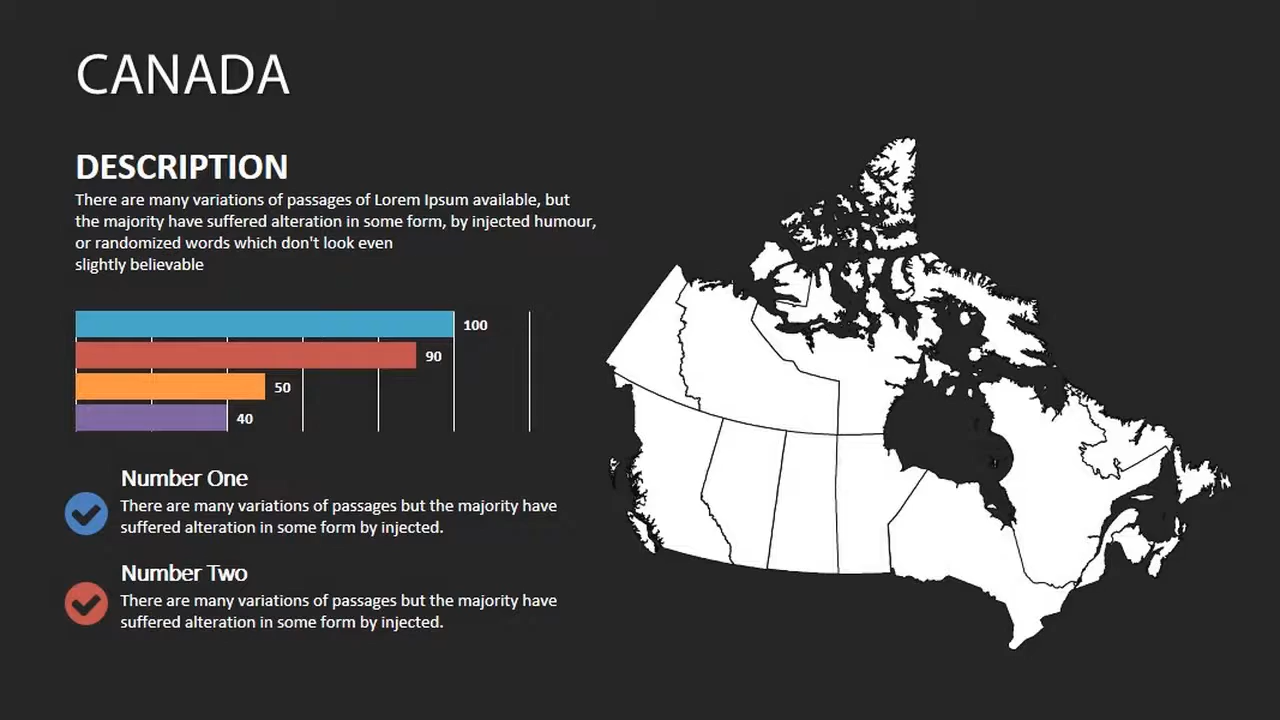 CANADA
DESCRIPTION
There are many variations of passages of Lorem Ipsum available, but
the majority have suffered alteration in some form, by injected humour,
or randomized words which don't look even
slightly believable
100
90
50
40
Number One
There are many variations of passages but the majority have
suffered alteration in some form by injected.
Number Two
There are many variations of passages but the majority have
suffered alteration in some form by injected.